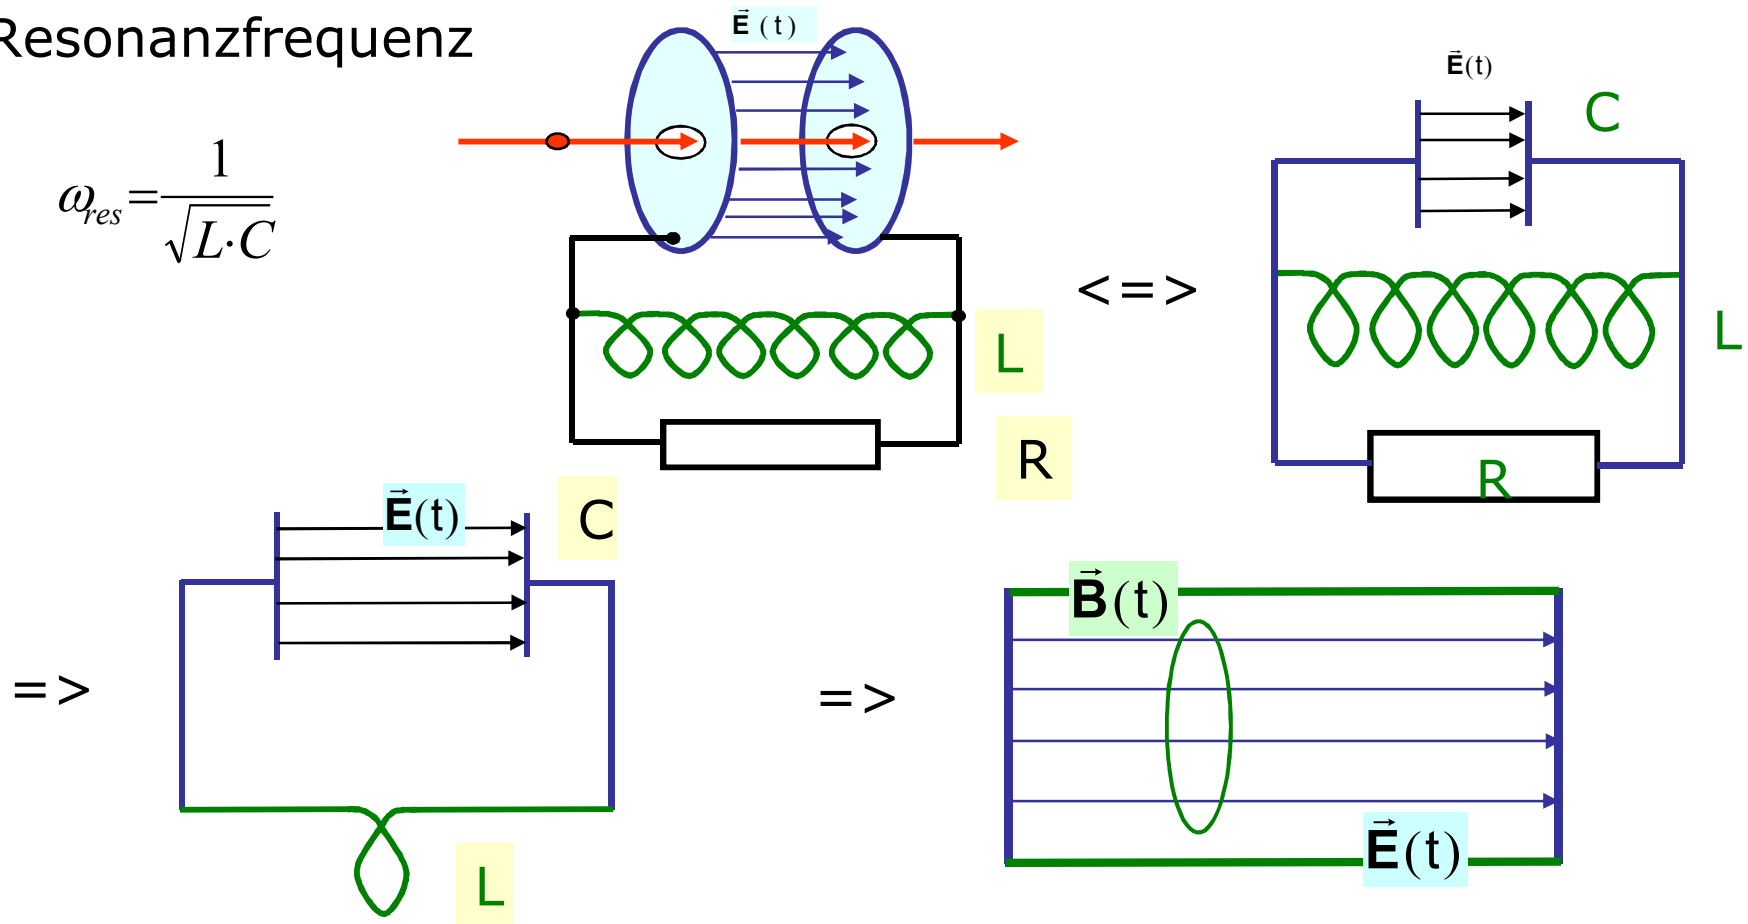 Resonanzfrequenz
E⃗ (t)
E⃗(t)
C
ω_res = 1/√(L·C)
<=>
L
L
R
R
E⃗(t)
C
B⃗(t)
=>
=>
E⃗(t)
L